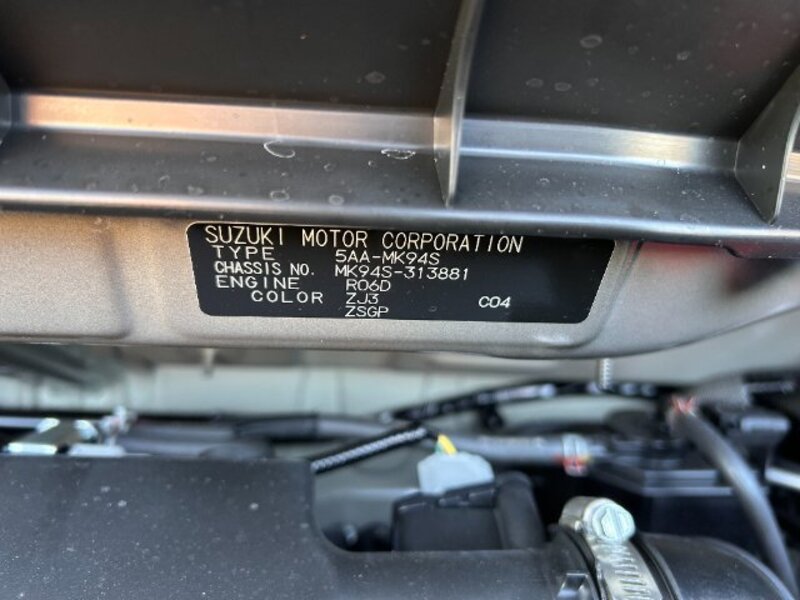 SUZUKI MOTOR CORPORATION
TYPE 5AA-MK94S
CHASSIS NO. MK94S-313881
ENGINE R06D
COLOR ZJ3 C04
ZSGP